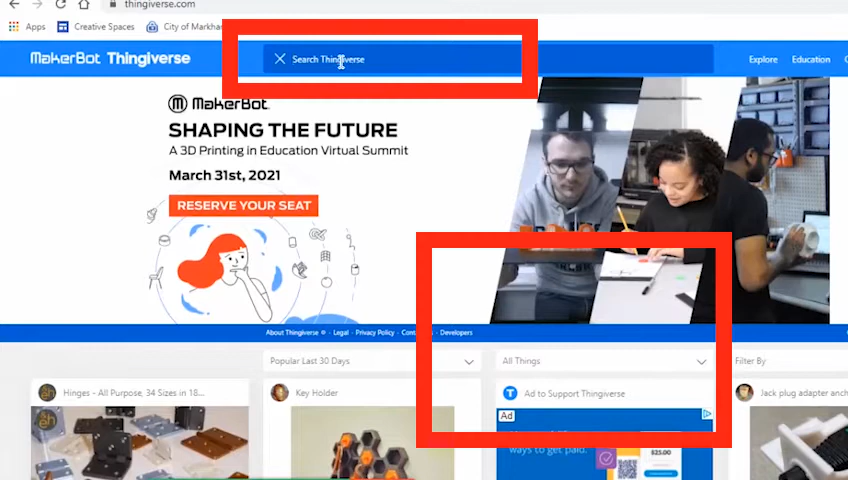 thingiverse.com
Apps
Creative Spaces
City of Markha
MakerBot Thingiverse
Search Thingiverse
Explore
Education
MakerBot
SHAPING THE FUTURE
A 3D Printing in Education Virtual Summit
March 31st, 2021
RESERVE YOUR SEAT
About Thingiverse
Legal
Privacy Policy
Developers
Popular Last 30 Days
All Things
Filter By
Hinges - All Purpose, 34 Sizes in 18...
Key Holder
Ad to Support Thingiverse
Jack plug adapter anch
Ad
ways to get paid.
$25.00